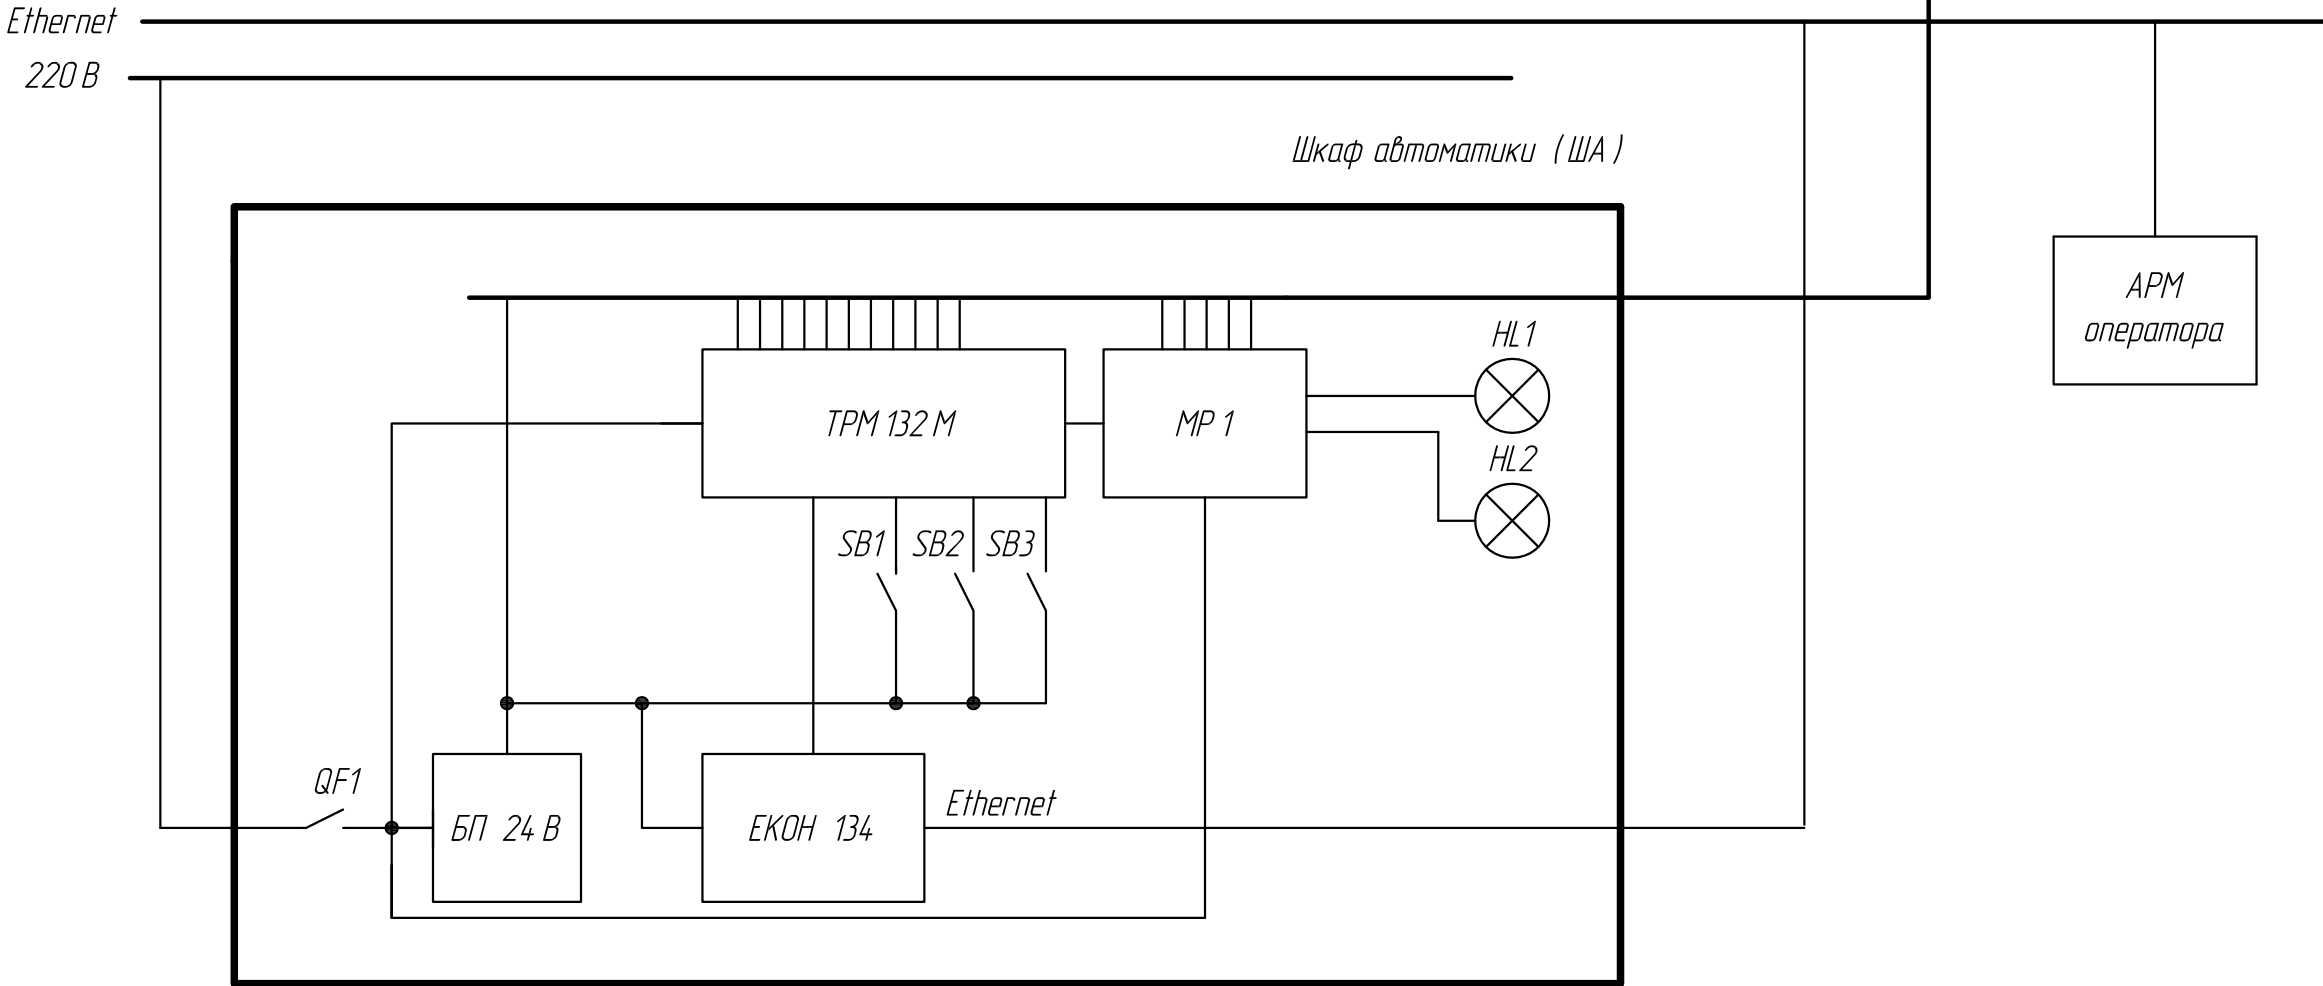 Ethernet
220 В
Шкаф автоматики (ША)
АРМ
оператора
HL1
ТРМ 132 М
МР 1
HL2
SB1 SB2 SB3
QF1
Ethernet
БП 24 В
ЕКОН 134